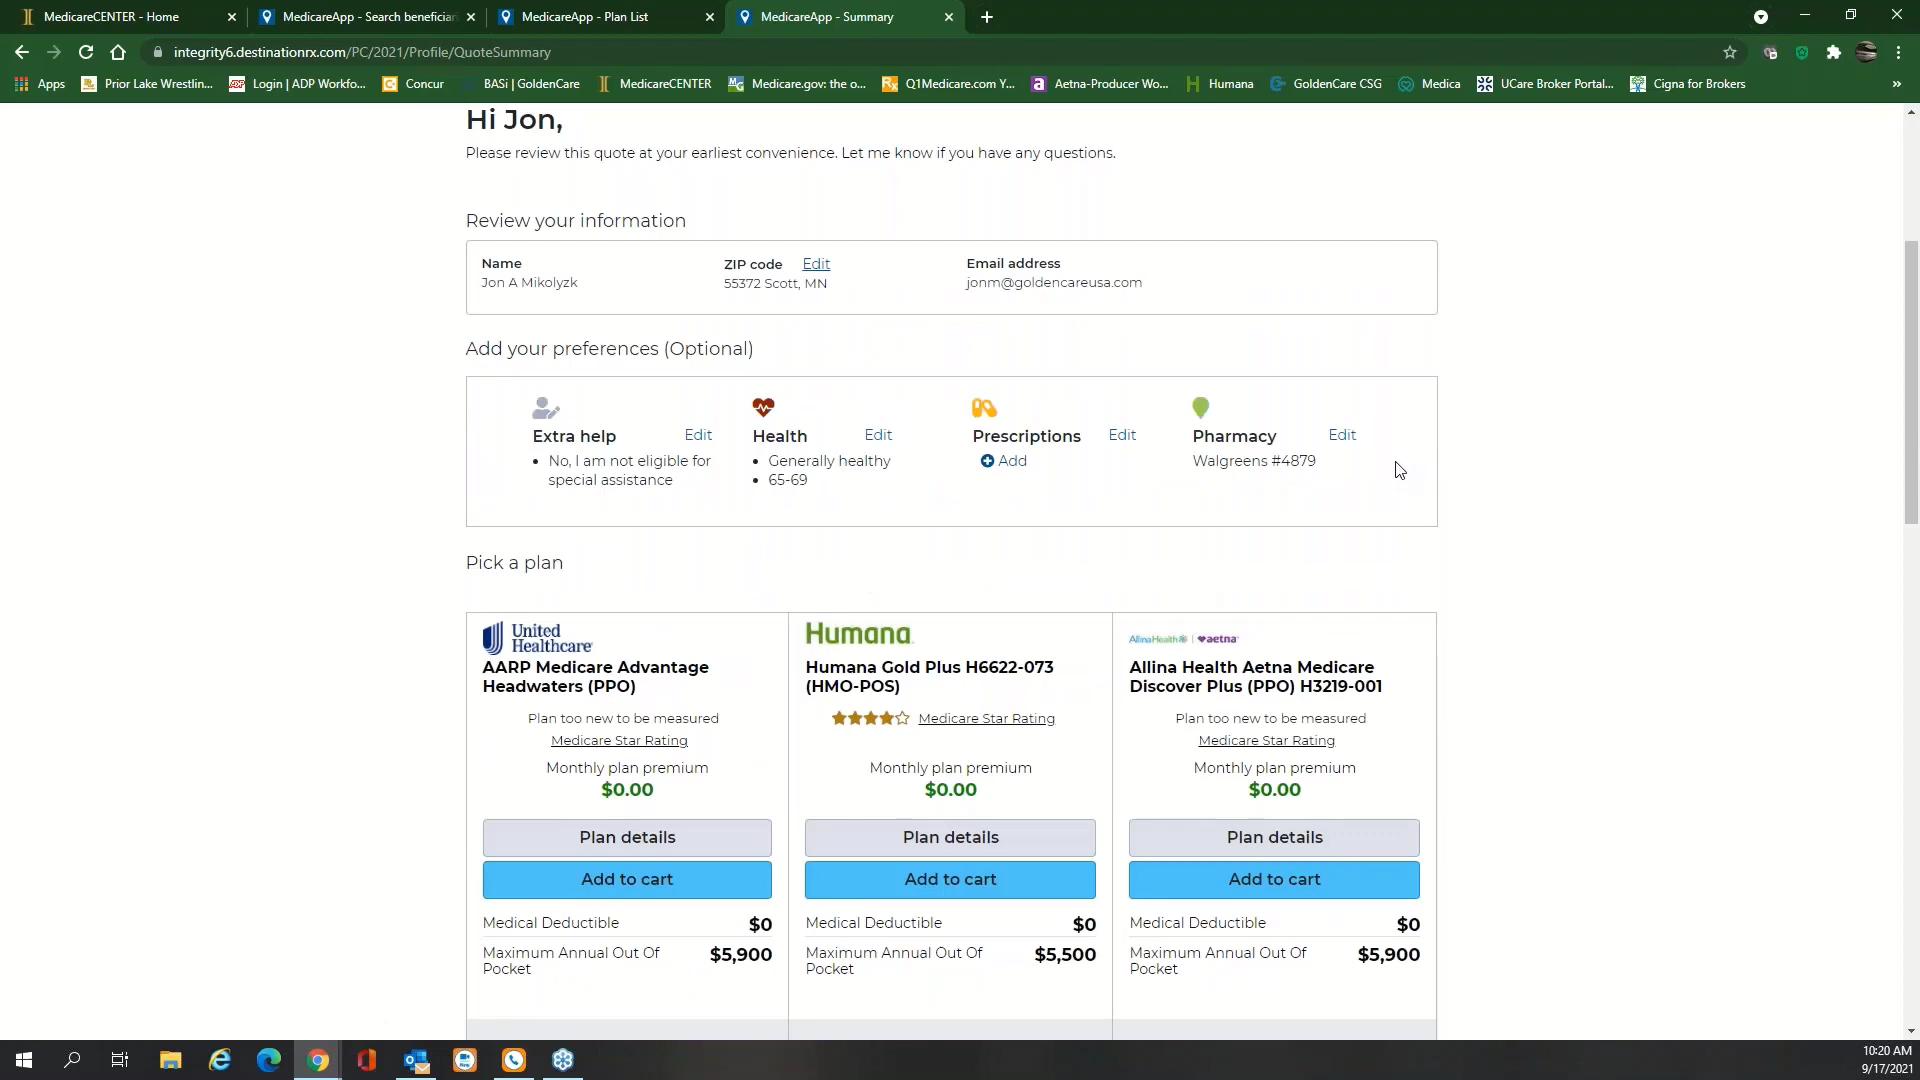 MedicareCENTER - Home
MedicareApp - Search beneficiar
MedicareApp - Plan List
MedicareApp - Summary
integrity6.destinationrx.com/PC/2021/Profile/QuoteSummary
Apps
Prior Lake Wrestlin...
Login | ADP Workfo...
Concur
BASi | GoldenCare
MedicareCENTER
Medicare.gov: the o...
Q1Medicare.com Y...
Aetna-Producer Wo...
Humana
GoldenCare CSG
Medica
UCare Broker Portal...
Cigna for Brokers
»
Hi Jon,
Please review this quote at your earliest convenience. Let me know if you have any questions.
Review your information
Name
Jon A Mikolyzk
ZIP code Edit
55372 Scott, MN
Email address
jonm@goldencareusa.com
Add your preferences (Optional)
Extra help Edit
• No, I am not eligible for
special assistance
Health Edit
• Generally healthy
• 65-69
Prescriptions Edit
Add
Pharmacy Edit
Walgreens #4879
Pick a plan
United
Healthcare
AARP Medicare Advantage
Headwaters (PPO)
Plan too new to be measured
Medicare Star Rating
Monthly plan premium
$0.00
Plan details
Add to cart
Medical Deductible $0
Maximum Annual Out Of $5,900
Pocket
Humana
Humana Gold Plus H6622-073
(HMO-POS)
Medicare Star Rating
Monthly plan premium
$0.00
Plan details
Add to cart
Medical Deductible $0
Maximum Annual Out Of $5,500
Pocket
AllinaHealth | aetna
Allina Health Aetna Medicare
Discover Plus (PPO) H3219-001
Plan too new to be measured
Medicare Star Rating
Monthly plan premium
$0.00
Plan details
Add to cart
Medical Deductible $0
Maximum Annual Out Of $5,900
Pocket
10:20 AM
9/17/2021